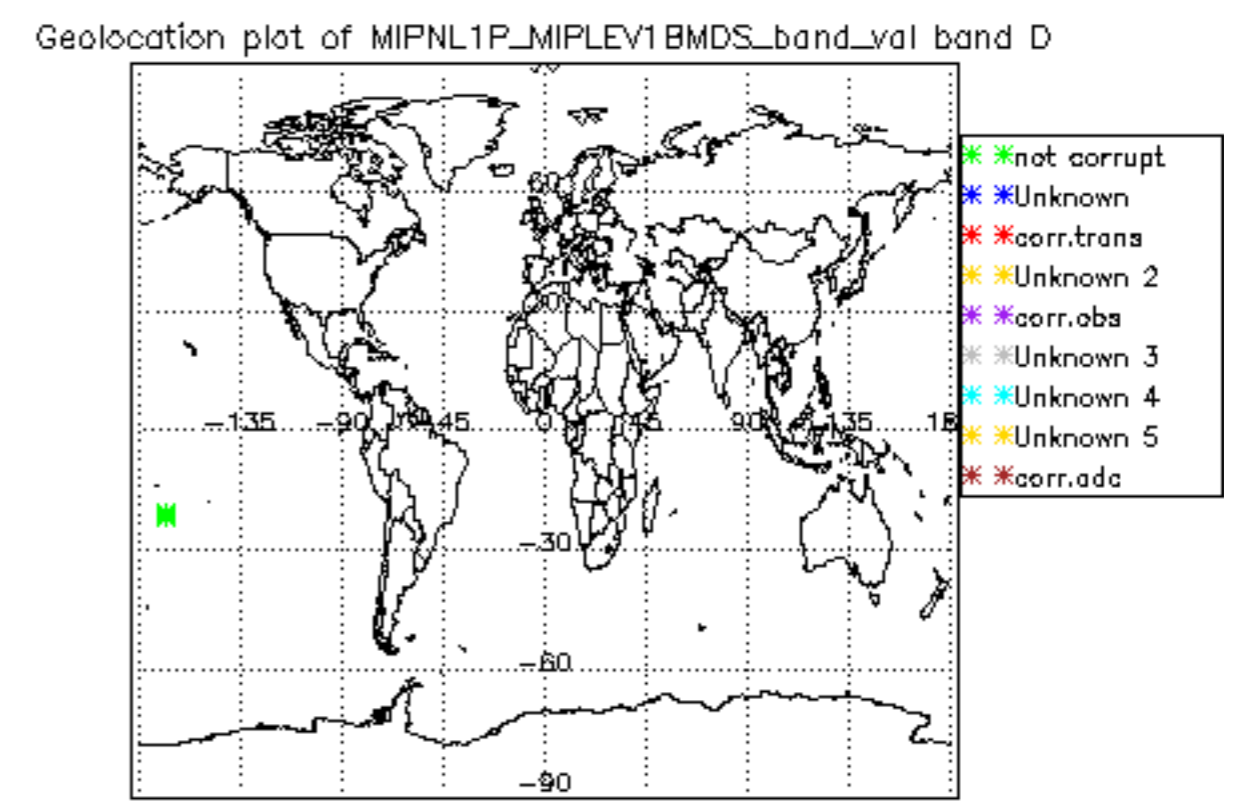 Geolocation plot of MIPNL1P_MIPLEV1BMDS_band_val band D
not corrupt
Unknown
corr.trans
Unknown 2
corr.obs
Unknown 3
Unknown 4
Unknown 5
corr.adc
60
-135 -90 -45 0 45 90 135
-30
-60
-90